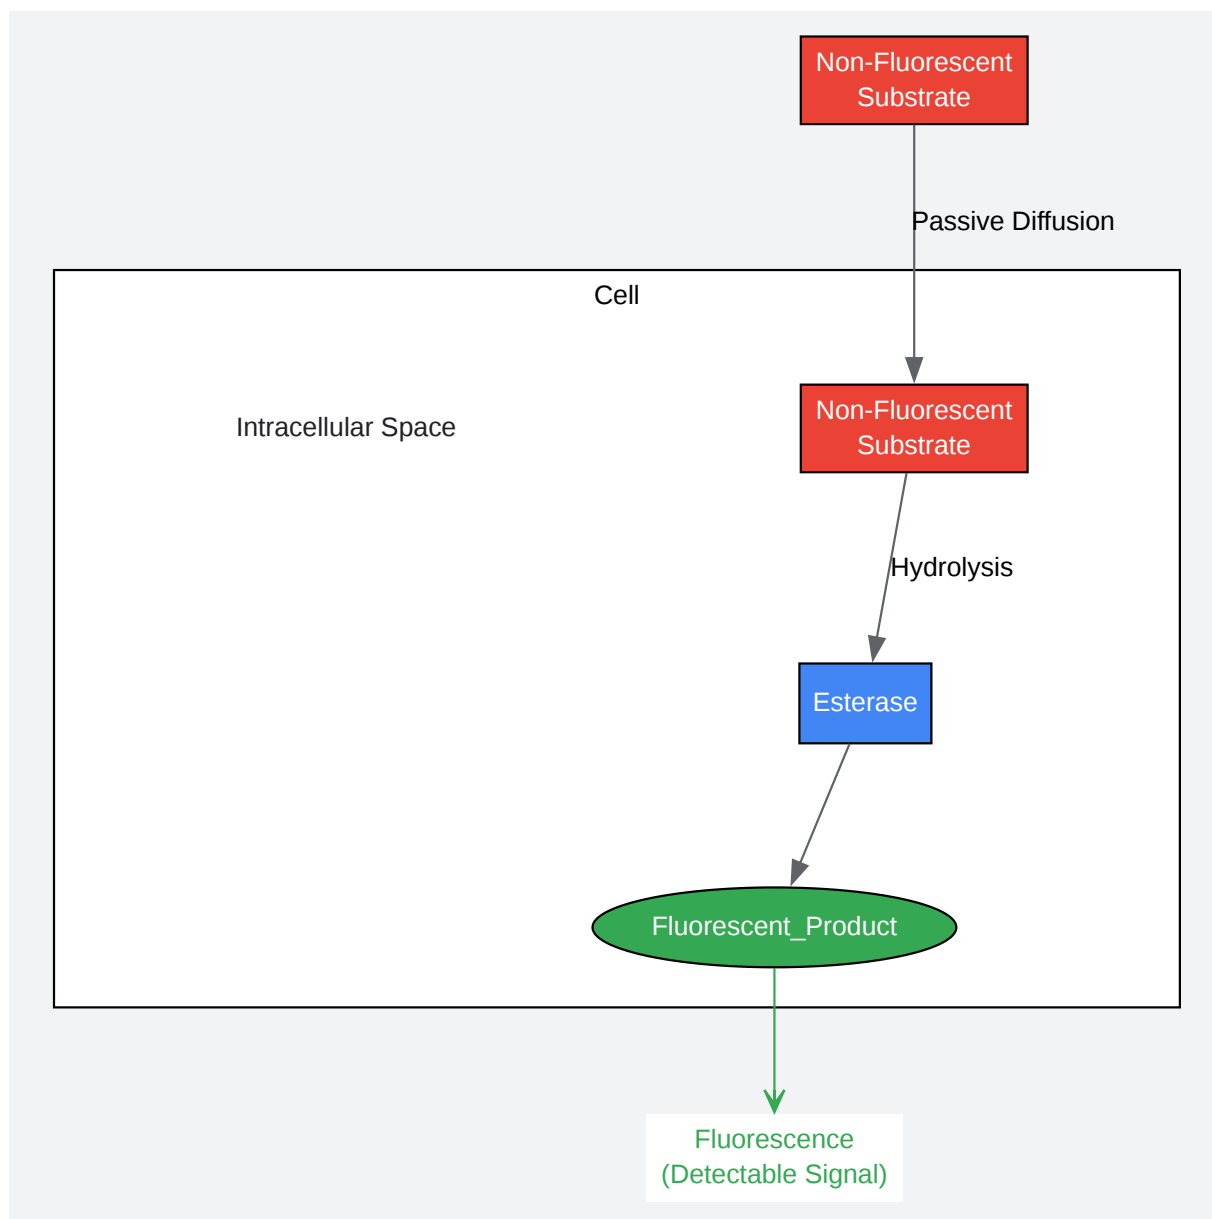 Non-Fluorescent
Substrate
Passive Diffusion
Cell
Non-Fluorescent
Substrate
Intracellular Space
Hydrolysis
Esterase
Fluorescent_Product
Fluorescence
(Detectable Signal)